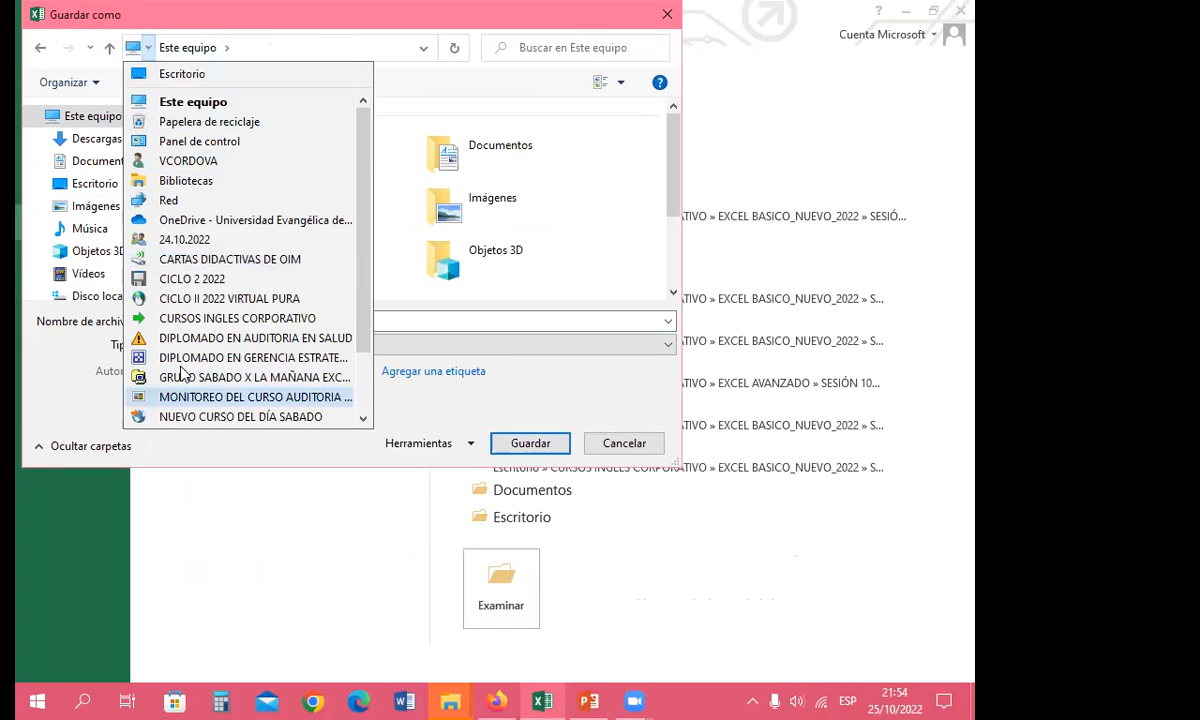 Guardar como
Este equipo
Buscar en Este equipo
Cuenta Microsoft
Organizar
Escritorio
Este equipo
Papelera de reciclaje
Panel de control
VCORDOVA
Bibliotecas
Red
OneDrive - Universidad Evangélica de...
24.10.2022
CARTAS DIDACTIVAS DE OIM
CICLO 2 2022
CICLO II 2022 VIRTUAL PURA
CURSOS INGLES CORPORATIVO
DIPLOMADO EN AUDITORIA EN SALUD
DIPLOMADO EN GERENCIA ESTRATE...
GRUPO SABADO X LA MAÑANA EXC...
MONITOREO DEL CURSO AUDITORIA ...
NUEVO CURSO DEL DÍA SABADO
Este equipo
Descargas
Document
Escritorio
Imágenes
Música
Objetos 3D
Vídeos
Disco loca
Documentos
Imágenes
Objetos 3D
Nombre de archiv
Tip
Autor
Agregar una etiqueta
Ocultar carpetas
Herramientas
Guardar
Cancelar
ATIVO » EXCEL BASICO_NUEVO_2022 » SESIÓ...
ATIVO » EXCEL BASICO_NUEVO_2022 » S...
ATIVO » EXCEL BASICO_NUEVO_2022 » S...
ATIVO » EXCEL AVANZADO » SESIÓN 10...
ATIVO » EXCEL BASICO_NUEVO_2022 » S...
Escritorio » CURSOS INGLES CORPORATIVO » EXCEL BASICO_NUEVO_2022 » S...
Documentos
Escritorio
Examinar
ESP
21:54
25/10/2022